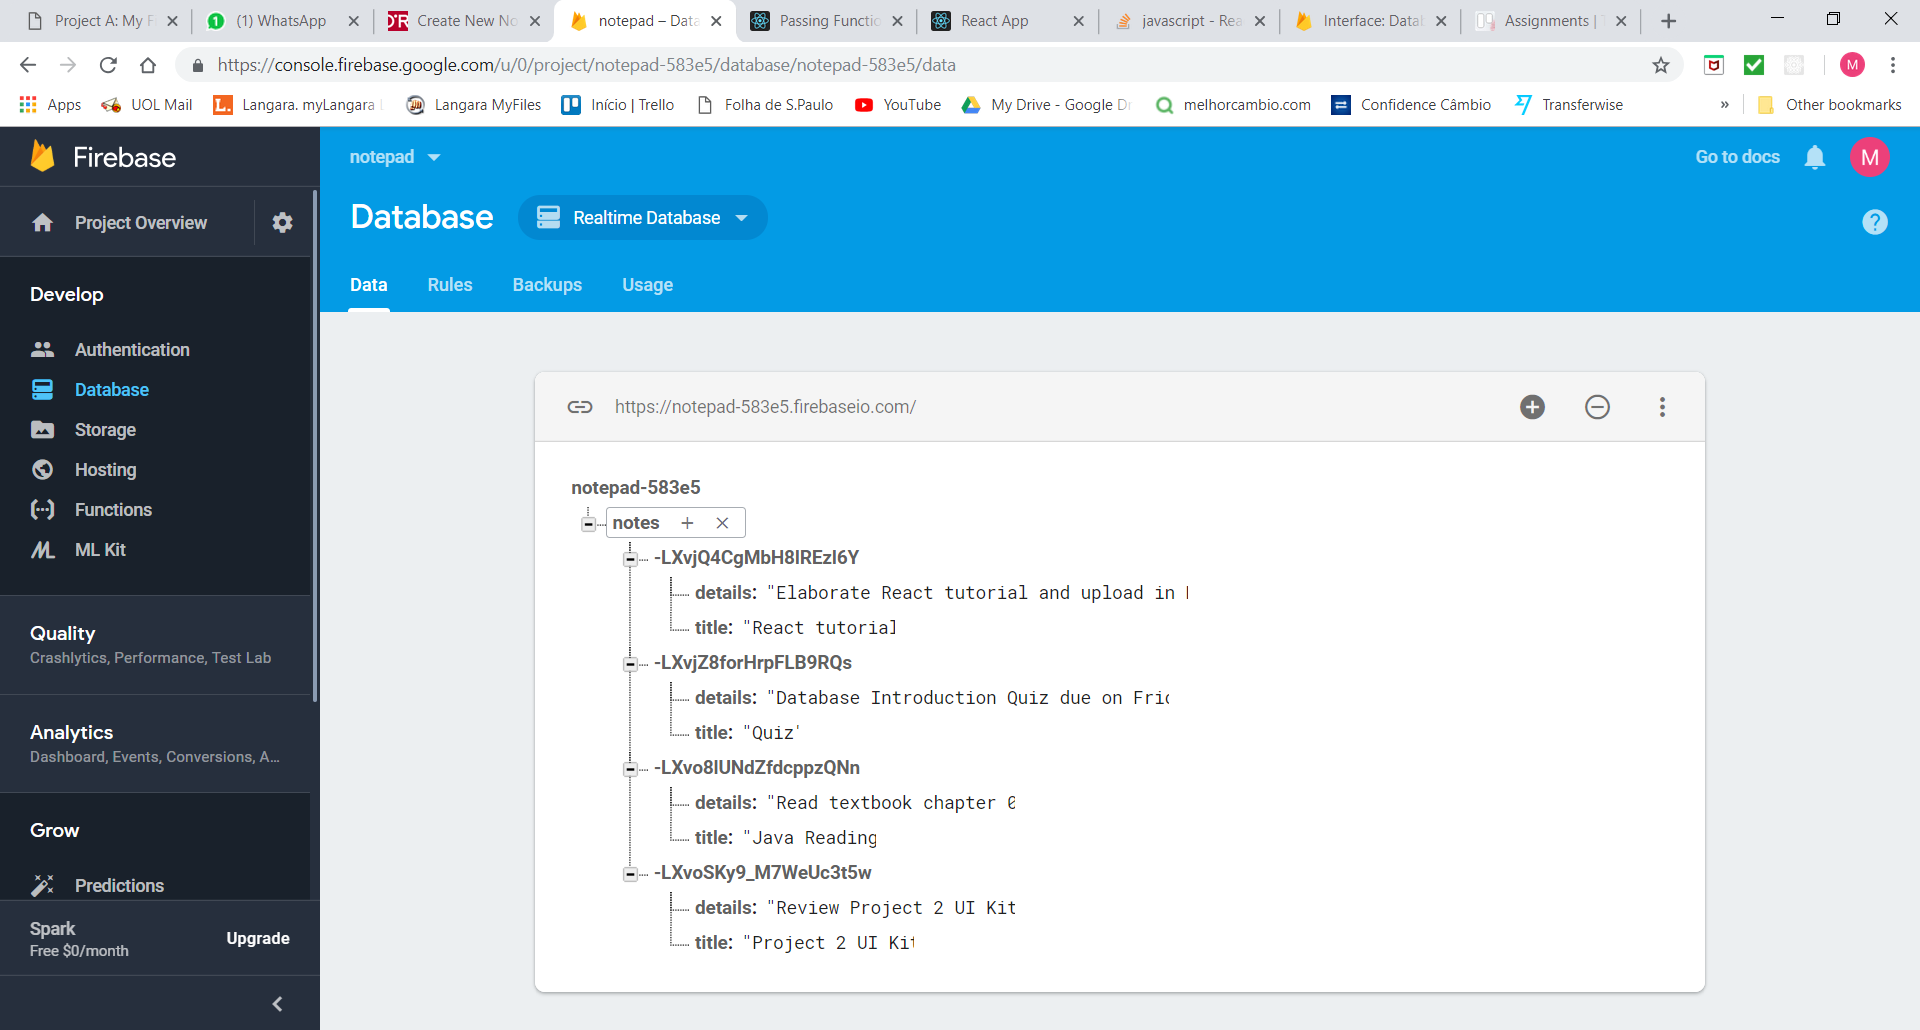 Project A: My F
(1) WhatsApp
Create New No
notepad – Data
Passing Functio
React App
javascript - Rea
Interface: Datab
Assignments | T
https://console.firebase.google.com/u/0/project/notepad-583e5/database/notepad-583e5/data
M
Apps
UOL Mail
Langara. myLangara
Langara MyFiles
Início | Trello
Folha de S.Paulo
YouTube
My Drive - Google Dr
melhorcambio.com
Confidence Câmbio
Transferwise
»
Other bookmarks
Firebase
notepad
Go to docs
M
Project Overview
Database
Realtime Database
?
Data
Rules
Backups
Usage
Develop
Authentication
Database
Storage
Hosting
Functions
ML Kit
Quality
Crashlytics, Performance, Test Lab
Analytics
Dashboard, Events, Conversions, A...
Grow
Predictions
Spark
Free $0/month
Upgrade
https://notepad-583e5.firebaseio.com/
notepad-583e5
notes
-LXvjQ4CgMbH8IREzI6Y
details: "Elaborate React tutorial and upload in
title: "React tutorial
-LXvjZ8forHrpFLB9RQs
details: "Database Introduction Quiz due on Fric
title: "Quiz'
-LXvo8lUNdZfdcppzQNn
details: "Read textbook chapter 0
title: "Java Reading
-LXvoSKy9_M7WeUc3t5w
details: "Review Project 2 UI Kit
title: "Project 2 UI Kit